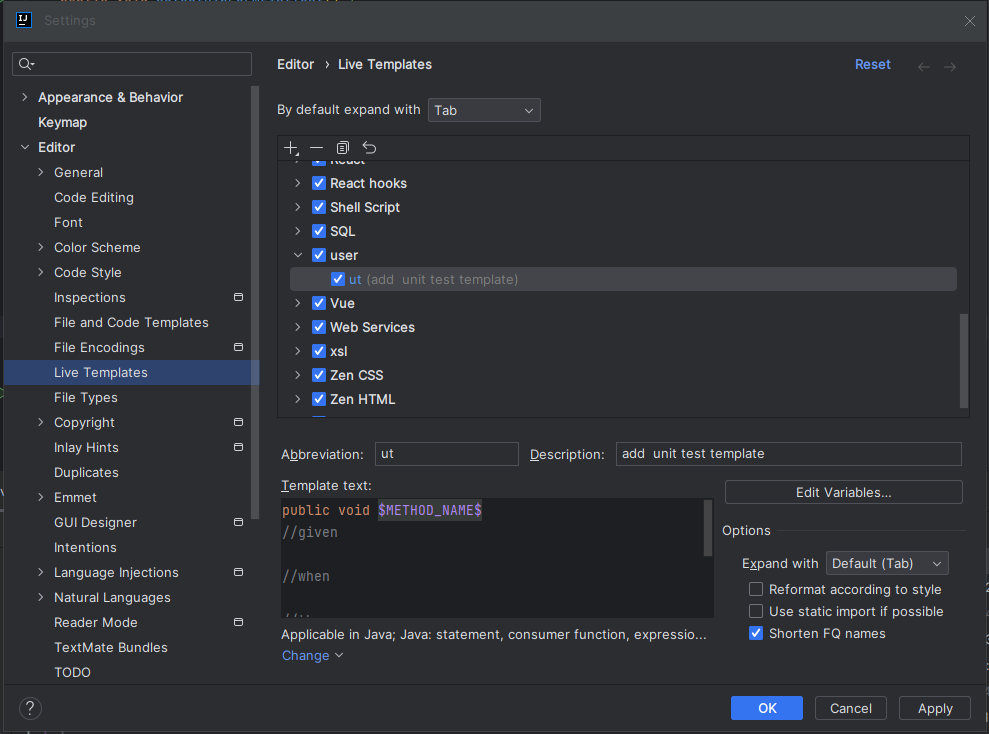 Settings
Appearance & Behavior
Keymap
Editor
General
Code Editing
Font
Color Scheme
Code Style
Inspections
File and Code Templates
File Encodings
Live Templates
File Types
Copyright
Inlay Hints
Duplicates
Emmet
GUI Designer
Intentions
Language Injections
Natural Languages
Reader Mode
TextMate Bundles
TODO
Editor › Live Templates
Reset
By default expand with Tab
React
React hooks
Shell Script
SQL
user
ut (add  unit test template)
Vue
Web Services
xsl
Zen CSS
Zen HTML
Abbreviation: ut
Description: add  unit test template
Template text:
public void $METHOD_NAME$
//given
//when
Edit Variables...
Options
Expand with Default (Tab)
Reformat according to style
Use static import if possible
Shorten FQ names
Applicable in Java; Java: statement, consumer function, expressio...
Change
?
OK
Cancel
Apply